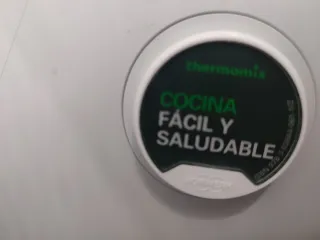 thermomix
COCINA
FÁCIL Y
SALUDABLE